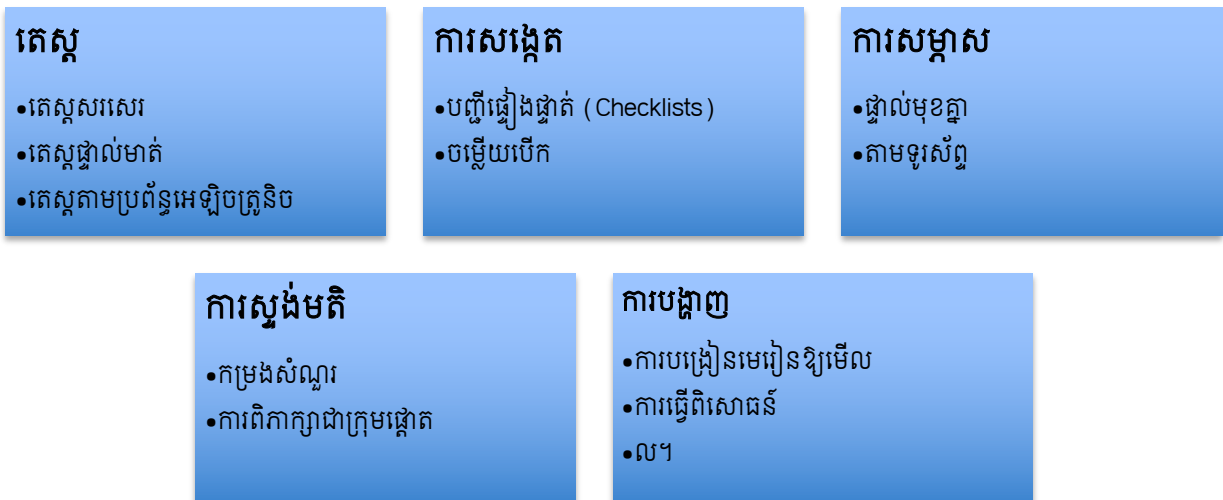 តេស្ត
•តេស្តសរសេរ
•តេស្តផ្ទាល់មាត់
•តេស្តតាមប្រព័ន្ធអេឡិចត្រូនិច
ការសង្កេត
•បញ្ជីផ្ទៀងផ្ទាត់ (Checklists)
•ចម្លើយបើក
ការសម្ភាស
•ផ្ទាល់មុខគ្នា
•តាមទូរស័ព្ទ
ការស្ទង់មតិ
•កម្រងសំណួរ
•ការពិភាក្សាជាក្រុមផ្ដោត
ការបង្ហាញ
•ការបង្រៀនមេរៀនឱ្យមើល
•ការធ្វើពិសោធន៍
•ល។